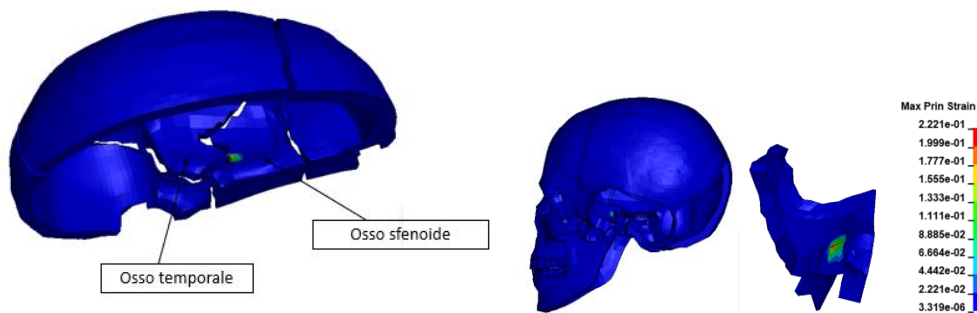 Osso sfenoide
Osso temporale
Max Prin Strain
2.221e-01
1.999e-01
1.777e-01
1.555e-01
1.333e-01
1.111e-01
8.885e-02
6.664e-02
4.442e-02
2.221e-02
3.319e-06